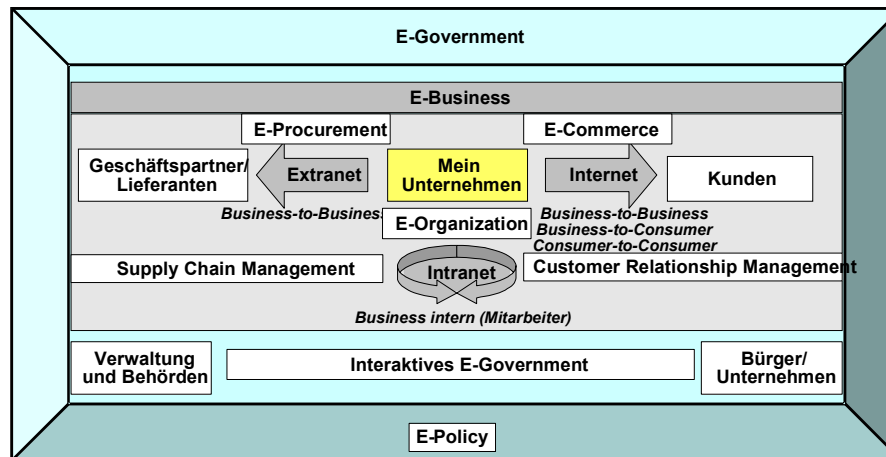 E-Government
E-Business
E-Procurement
E-Commerce
Geschäftspartner/
Lieferanten
Extranet
Mein
Unternehmen
Internet
Kunden
Business-to-Business
E-Organization
Business-to-Business
Business-to-Consumer
Consumer-to-Consumer
Supply Chain Management
Intranet
Customer Relationship Management
Business intern (Mitarbeiter)
Verwaltung
und Behörden
Interaktives E-Government
Bürger/
Unternehmen
E-Policy